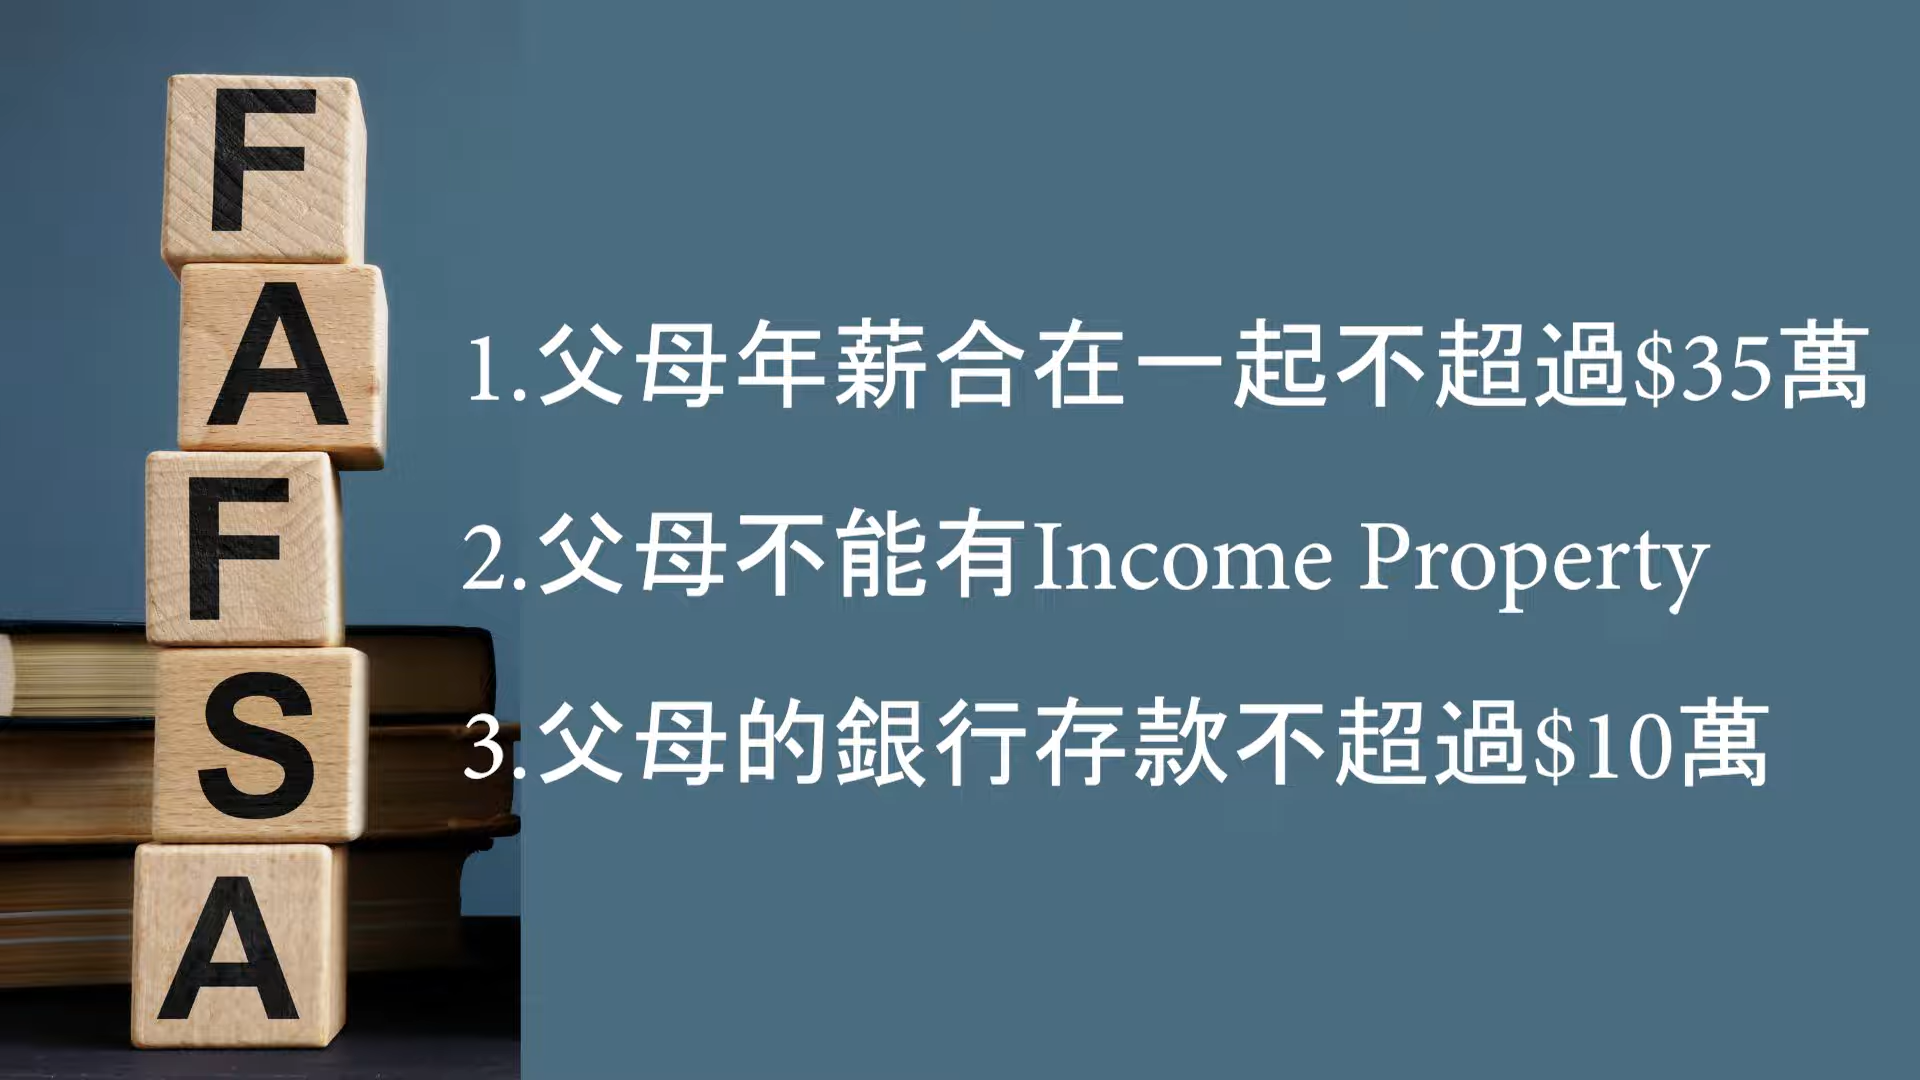 F
A
F
S
A
1.父母年薪合在一起不超過$35萬
2.父母不能有Income Property
3.父母的銀行存款不超過$10萬